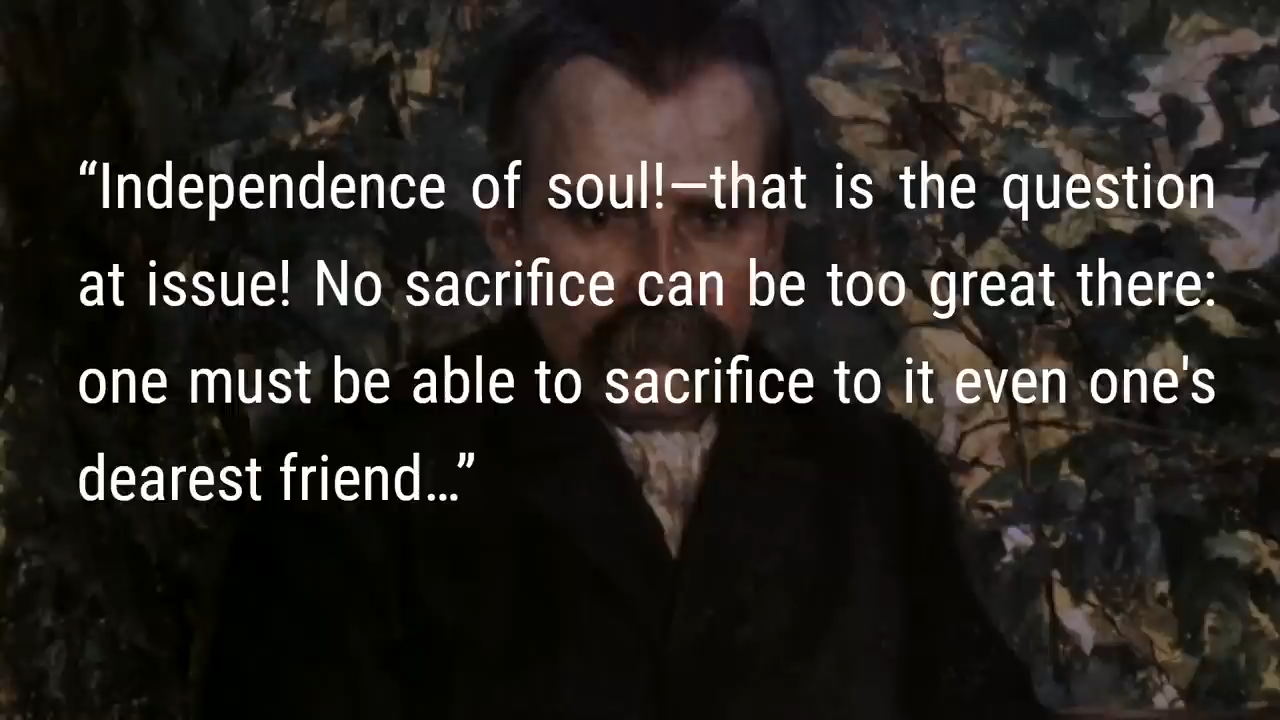 “Independence of soul!—that is the question
at issue! No sacrifice can be too great there:
one must be able to sacrifice to it even one's
dearest friend…”